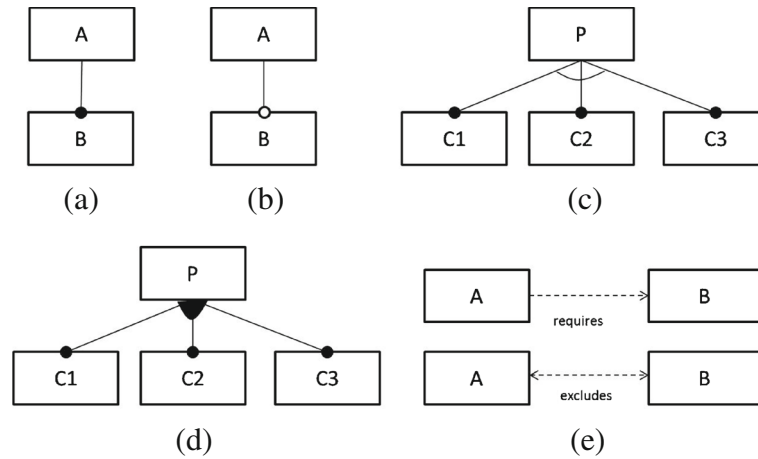 A
A
P
B
B
C1
C2
C3
(a)
(b)
(c)
P
A
B
requires
C1
C2
C3
A
B
excludes
(d)
(e)